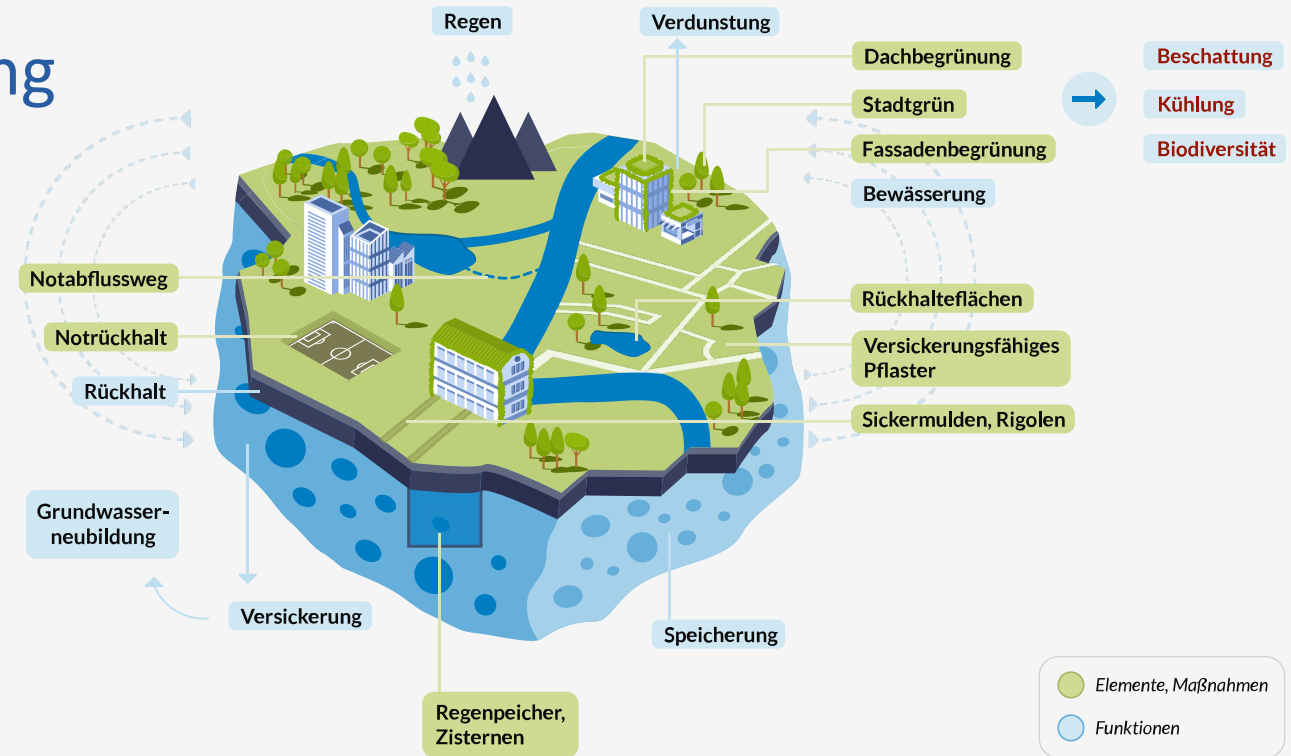 ng
Regen
Verdunstung
Dachbegrünung
Stadtgrün
Fassadenbegrünung
Bewässerung
Beschattung
Kühlung
Biodiversität
Notabflussweg
Notrückhalt
Rückhalt
Rückhalteflächen
Versickerungsfähiges
Pflaster
Sickermulden, Rigolen
Grundwasser-
neubildung
Versickerung
Speicherung
Regenpeicher,
Zisternen
Elemente, Maßnahmen
Funktionen